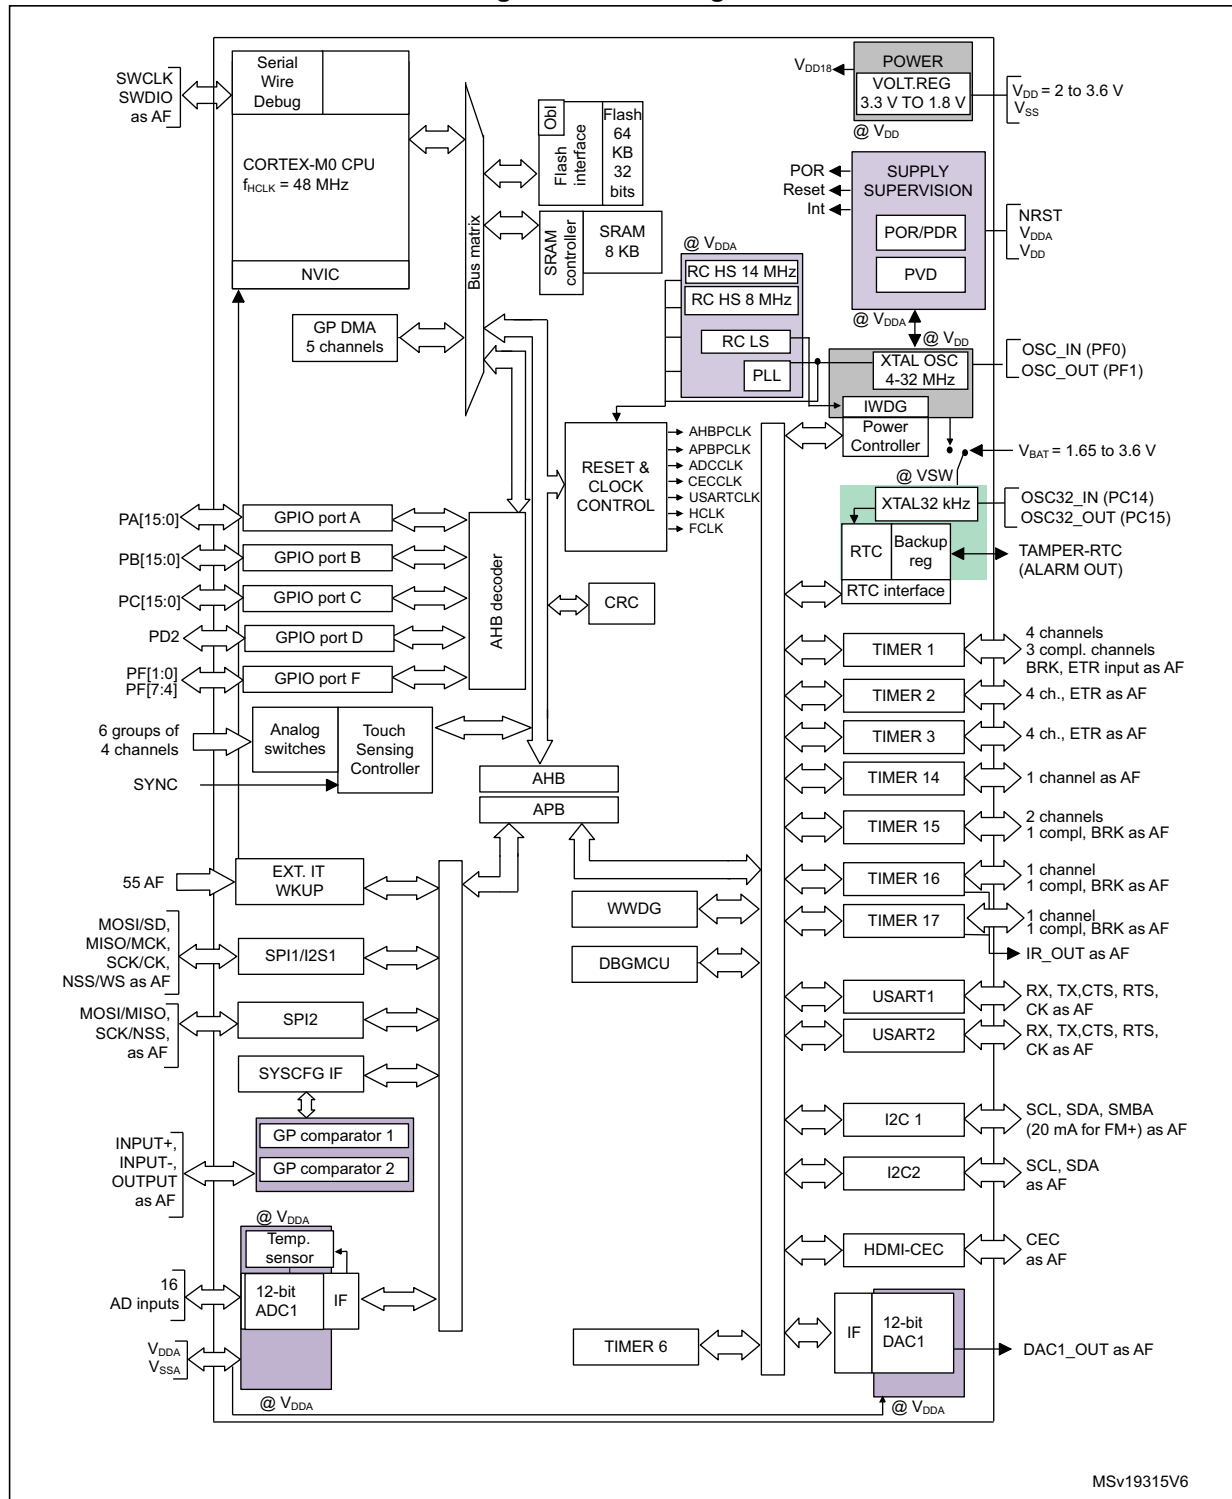 SWCLK
SWDIO
as AF
Serial
Wire
Debug
CORTEX-M0 CPU
fHCLK = 48 MHz
NVIC
Bus matrix
Obl
Flash
interface
Flash
64
KB
32
bits
SRAM
controller
SRAM
8 KB
GP DMA
5 channels
VDD18
POWER
VOLT.REG
3.3 V TO 1.8 V
@ VDD
VDD = 2 to 3.6 V
VSS
POR
Reset
Int
SUPPLY
SUPERVISION
POR/PDR
PVD
NRST
VDDA
VDD
@ VDDA
RC HS 14 MHz
RC HS 8 MHz
RC LS
PLL
@ VDDA
@ VDD
XTAL OSC
4-32 MHz
OSC_IN (PF0)
OSC_OUT (PF1)
IWDG
Power
Controller
VBAT = 1.65 to 3.6 V
@ VSW
RESET &
CLOCK
CONTROL
AHBPCLK
APBPCLK
ADCCLK
CECCLK
USARTCLK
HCLK
FCLK
XTAL32 kHz
OSC32_IN (PC14)
OSC32_OUT (PC15)
RTC
Backup
reg
RTC interface
TAMPER-RTC
(ALARM OUT)
PA[15:0]
GPIO port A
PB[15:0]
GPIO port B
PC[15:0]
GPIO port C
PD2
GPIO port D
PF[1:0]
PF[7:4]
GPIO port F
AHB decoder
CRC
6 groups of
4 channels
Analog
switches
Touch
Sensing
Controller
SYNC
AHB
APB
TIMER 1
4 channels
3 compl. channels
BRK, ETR input as AF
TIMER 2
4 ch., ETR as AF
TIMER 3
4 ch., ETR as AF
TIMER 14
1 channel as AF
TIMER 15
2 channels
1 compl, BRK as AF
TIMER 16
1 channel
1 compl, BRK as AF
TIMER 17
1 channel
1 compl, BRK as AF
IR_OUT as AF
55 AF
EXT. IT
WKUP
WWDG
DBGMCU
MOSI/SD,
MISO/MCK,
SCK/CK,
NSS/WS as AF
SPI1/I2S1
MOSI/MISO,
SCK/NSS,
as AF
SPI2
SYSCFG IF
USART1
RX, TX,CTS, RTS,
CK as AF
USART2
RX, TX,CTS, RTS,
CK as AF
INPUT+,
INPUT-,
OUTPUT
as AF
GP comparator 1
GP comparator 2
I2C 1
SCL, SDA, SMBA
(20 mA for FM+) as AF
I2C2
SCL, SDA
as AF
HDMI-CEC
CEC
as AF
@ VDDA
Temp.
sensor
16
AD inputs
12-bit
ADC1
IF
VDDA
VSSA
@ VDDA
TIMER 6
IF
12-bit
DAC1
DAC1_OUT as AF
@ VDDA
MSv19315V6